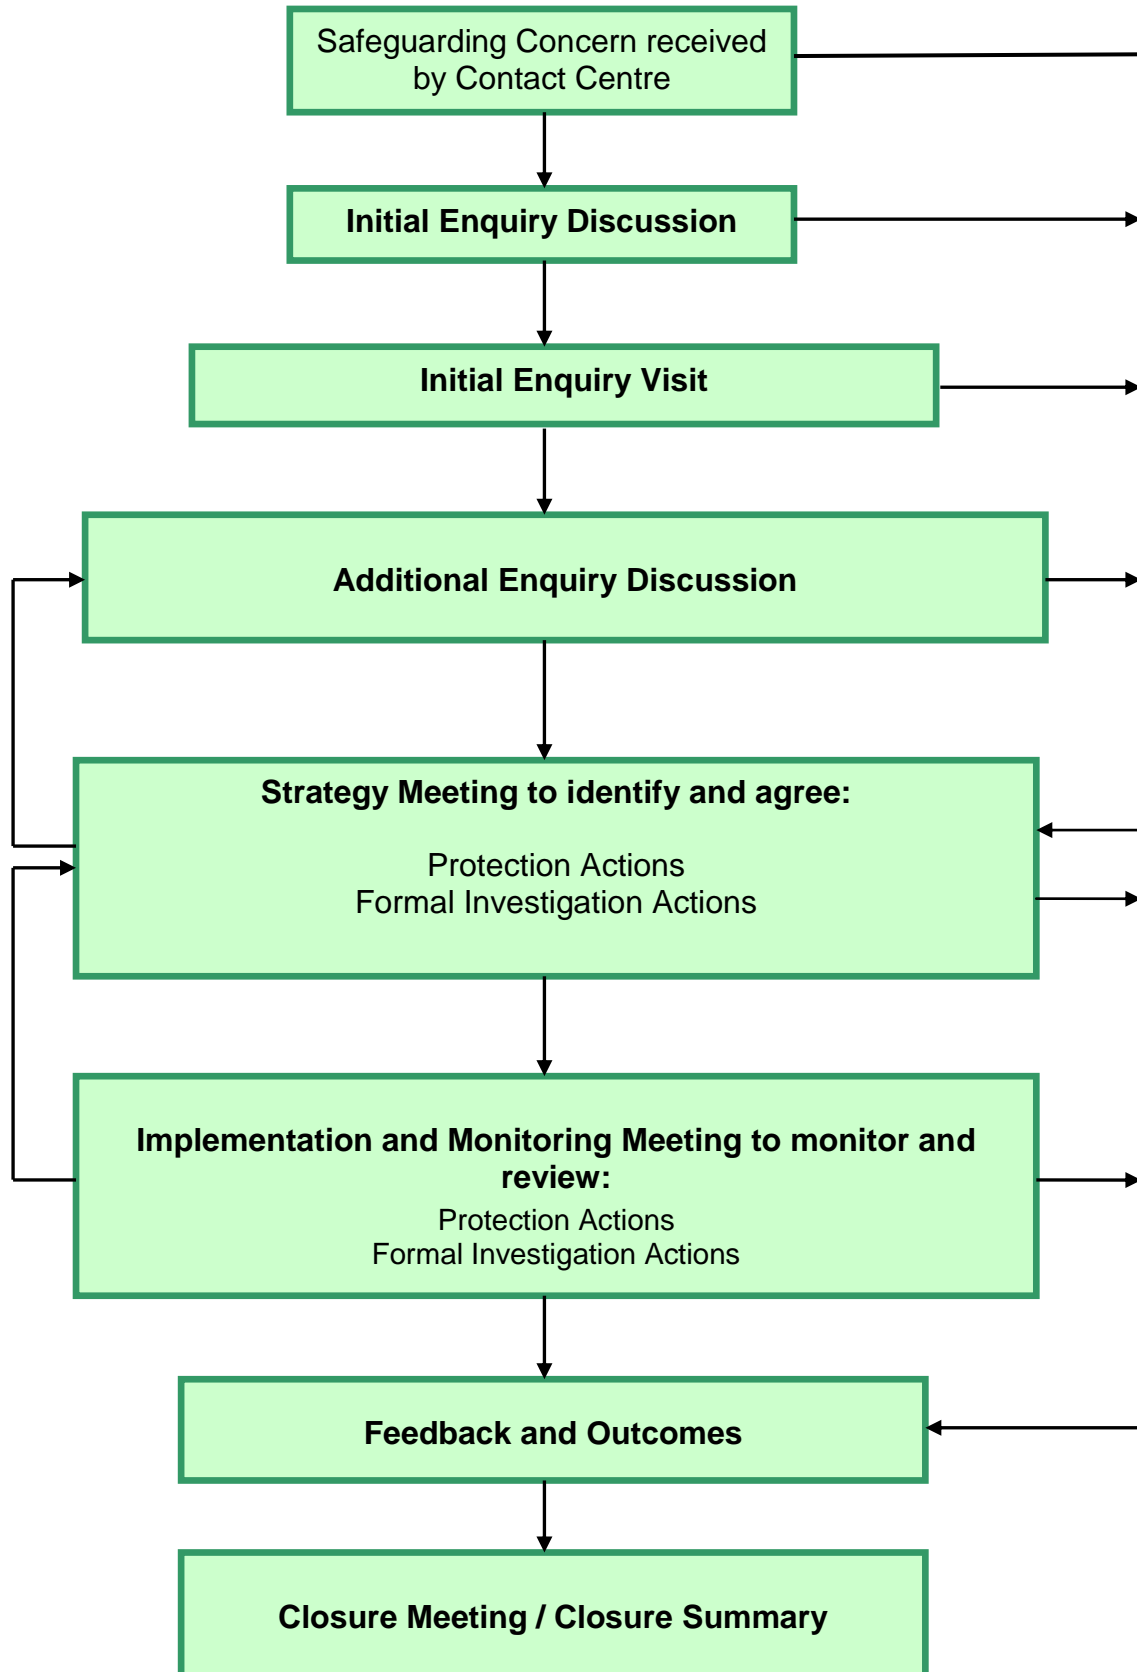 Safeguarding Concern received
by Contact Centre
Initial Enquiry Discussion
Initial Enquiry Visit
Additional Enquiry Discussion
Strategy Meeting to identify and agree:
Protection Actions
Formal Investigation Actions
Implementation and Monitoring Meeting to monitor and
review:
Protection Actions
Formal Investigation Actions
Feedback and Outcomes
Closure Meeting / Closure Summary